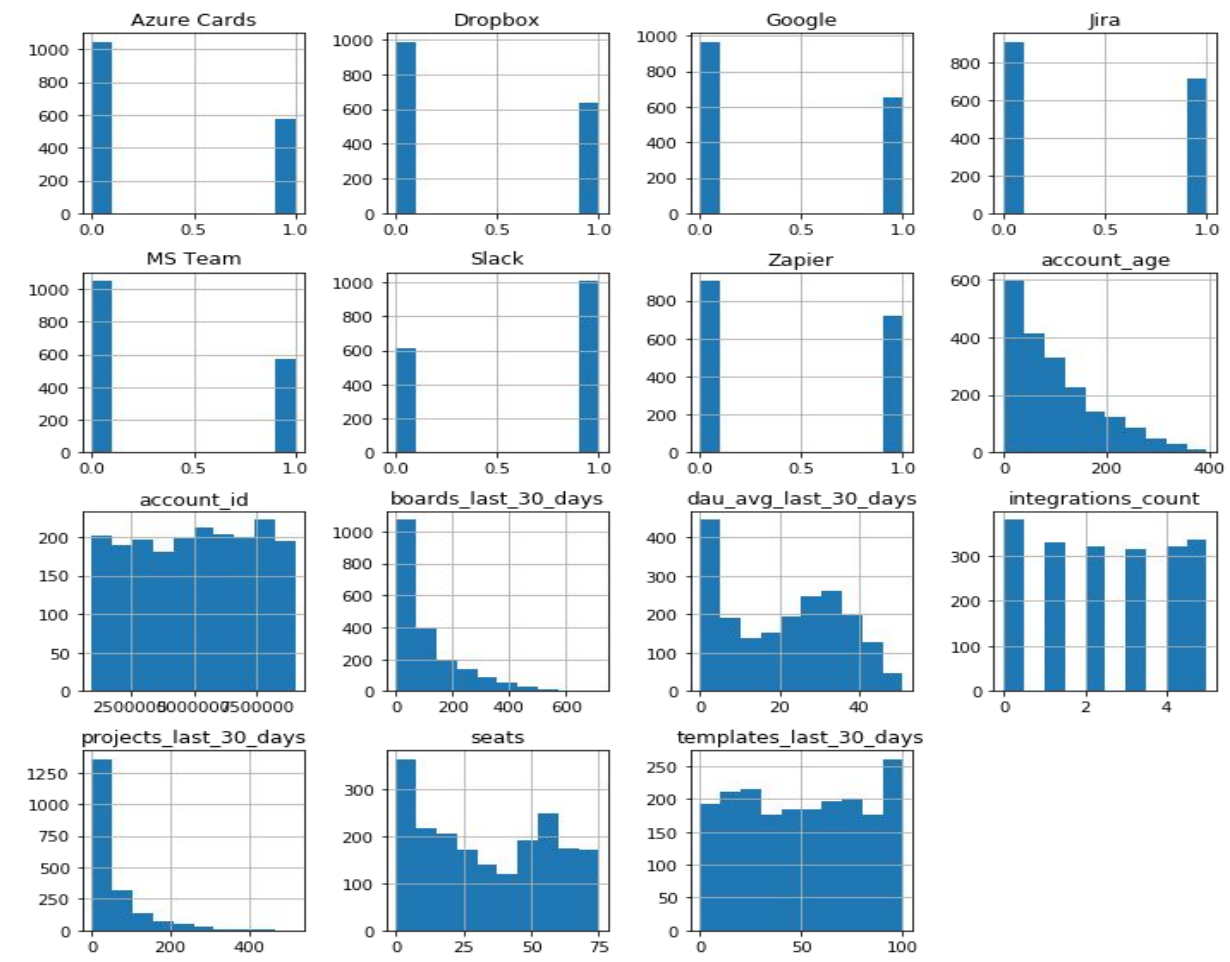 Azure Cards
1000
800
600
400
200
0
0.0 0.5 1.0
Dropbox
1000
800
600
400
200
0
0.0 0.5 1.0
Google
1000
800
600
400
200
0
0.0 0.5 1.0
Jira
800
600
400
200
0
0.0 0.5 1.0
MS Team
1000
800
600
400
200
0
0.0 0.5 1.0
Slack
1000
800
600
400
200
0
0.0 0.5 1.0
Zapier
800
600
400
200
0
0.0 0.5 1.0
account_age
600
400
200
0
0 200 400
account_id
200
150
100
50
0
2500000 5000000 7500000
boards_last_30_days
1000
800
600
400
200
0
0 200 400 600
dau_avg_last_30_days
400
300
200
100
0
0 20 40
integrations_count
300
200
100
0
0 2 4
projects_last_30_days
1250
1000
750
500
250
0
0 200 400
seats
300
200
100
0
0 25 50 75
templates_last_30_days
250
200
150
100
50
0
0 50 100